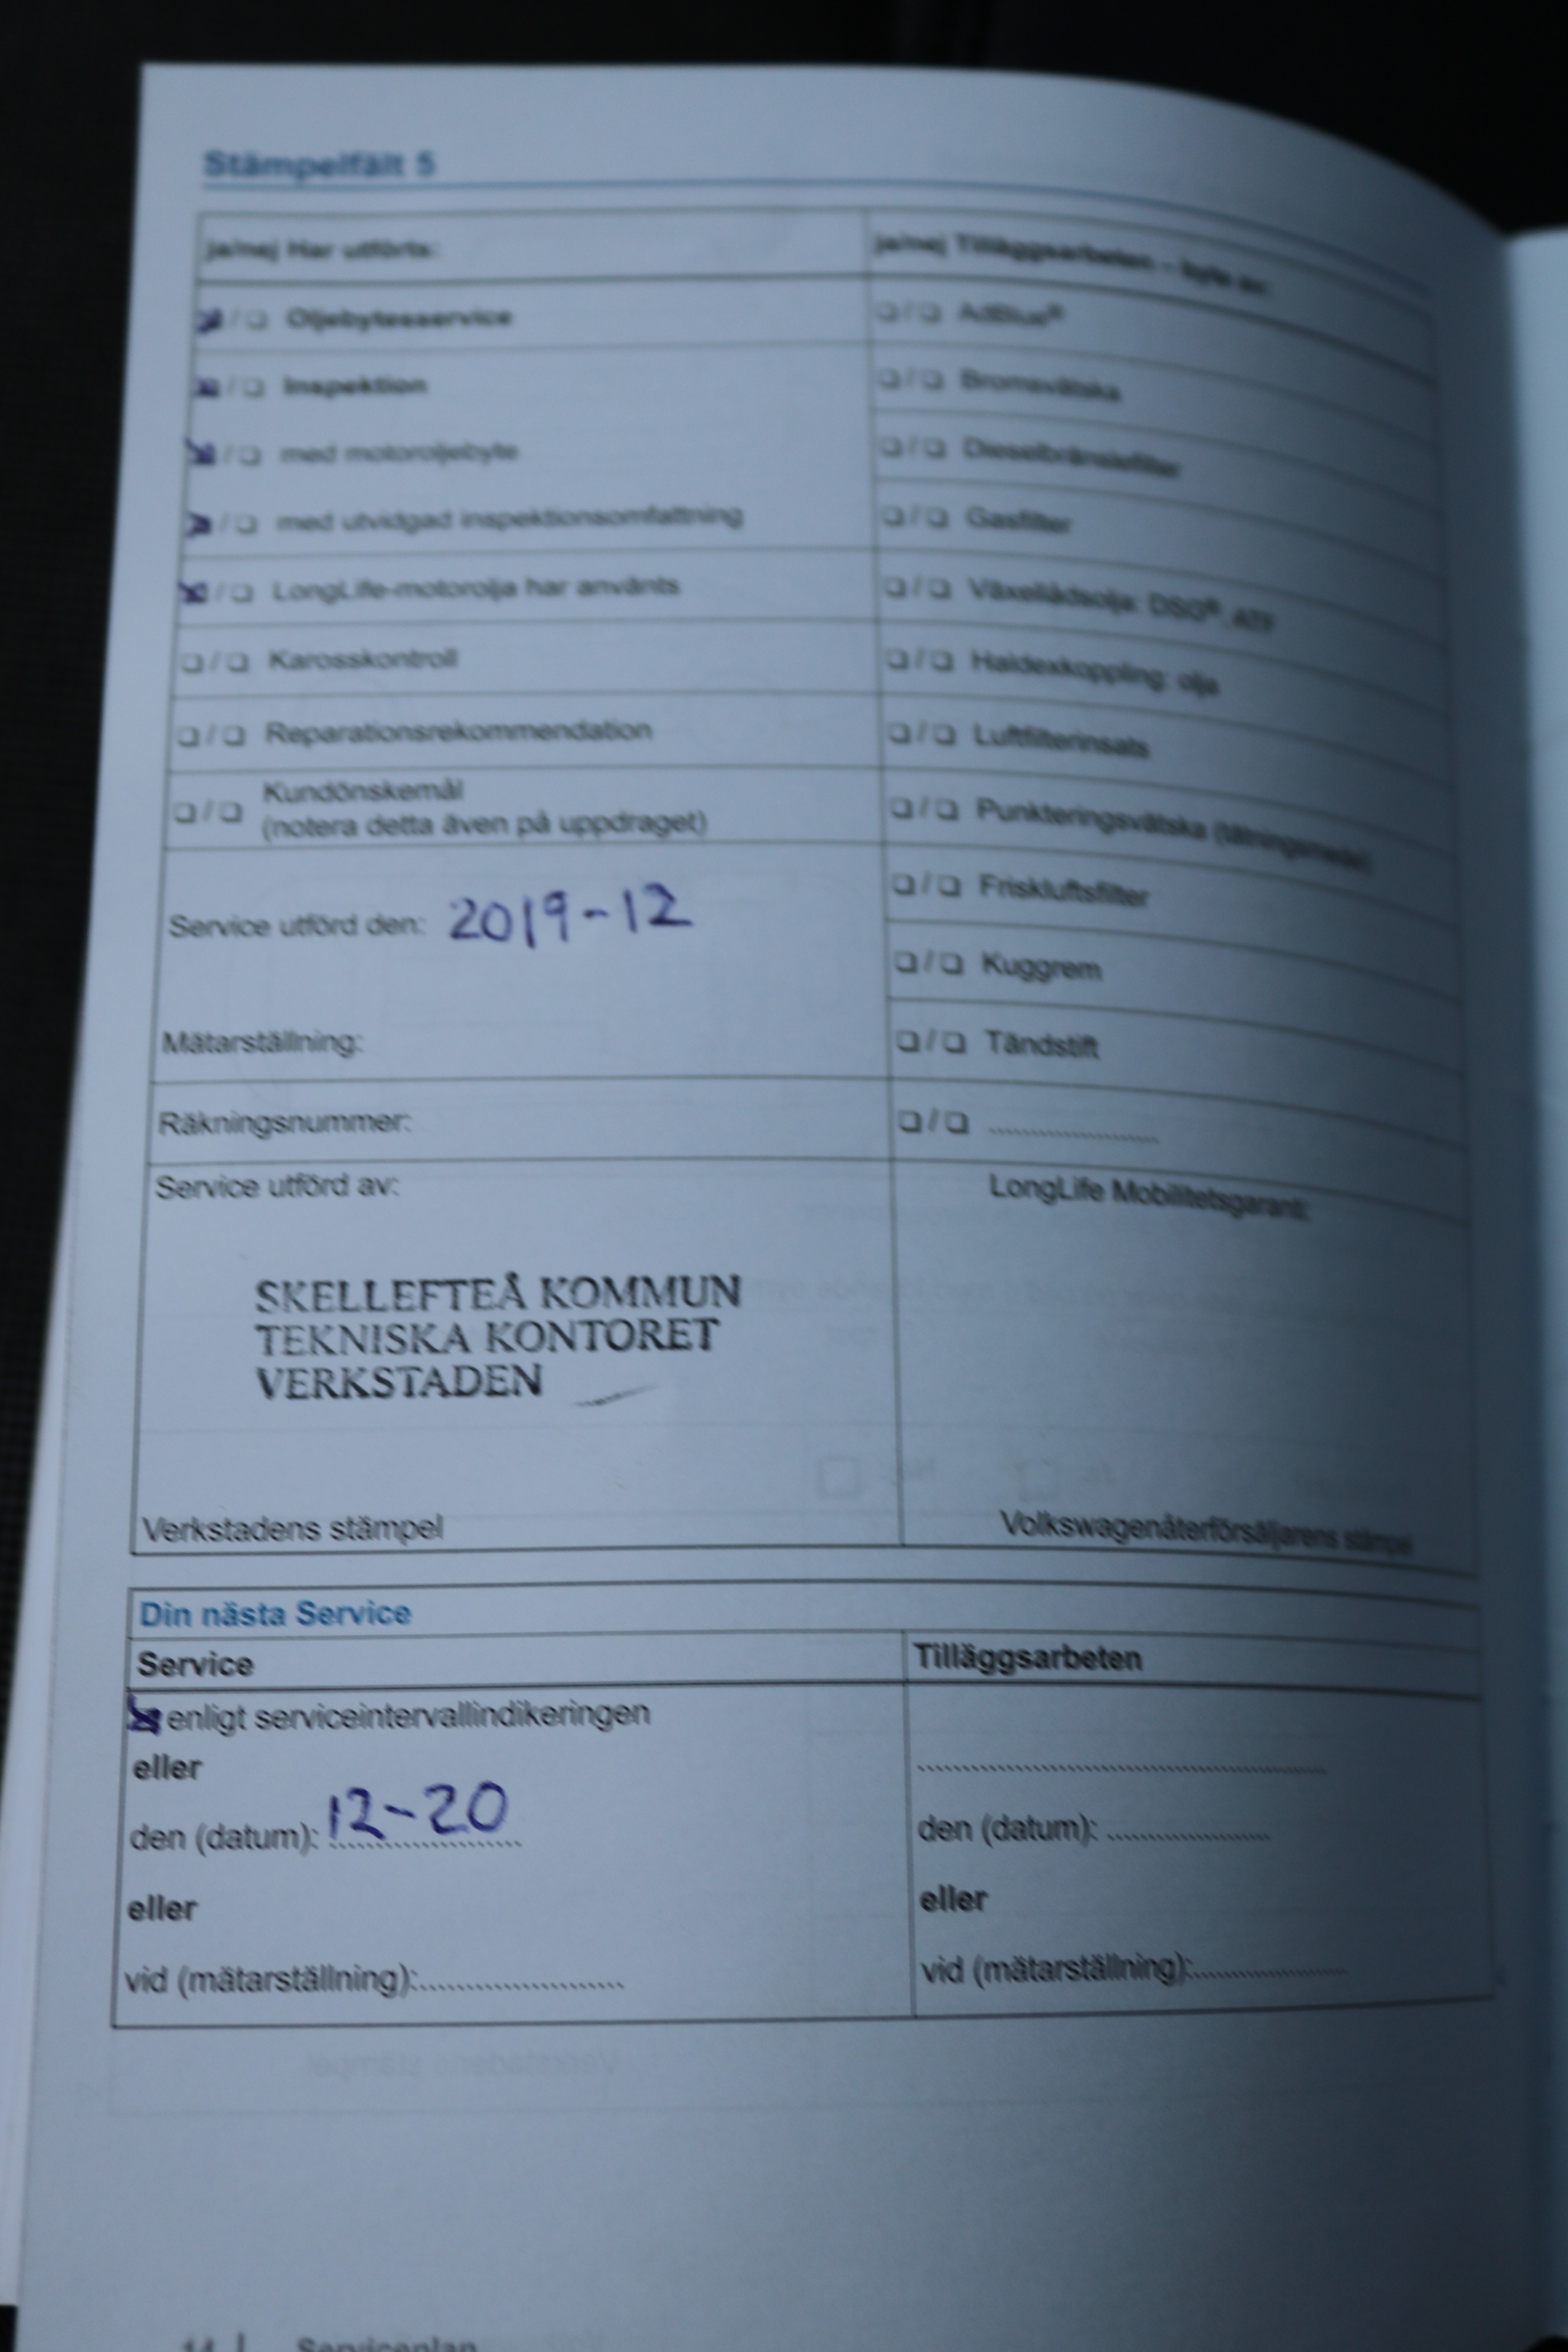 Stämpelfält 5
ja/nej Har utförts:
☒ / ❏ Oljebytesservice
☒ / ❏ Inspektion
☒ / ❏ med motoroljebyte
☒ / ❏ med utvidgad inspektionsomfattning
☒ / ❏ LongLife-motorolja har använts
❏ / ❏ Karosskontroll
❏ / ❏ Reparationsrekommendation
❏ / ❏ Kundönskemål
(notera detta även på uppdraget)
Service utförd den: 2019-12
Mätarställning:
Räkningsnummer:
Service utförd av:
SKELLEFTEÅ KOMMUN
TEKNISKA KONTORET
VERKSTADEN
Verkstadens stämpel
ja/nej Tilläggsarbeten – byte av:
❏ / ❏ AdBlue®
❏ / ❏ Bromsvätska
❏ / ❏ Dieselbränslefilter
❏ / ❏ Gasfilter
❏ / ❏ Växellådsolja: DSG®, ATF
❏ / ❏ Haldexkoppling: olja
❏ / ❏ Luftfilterinsats
❏ / ❏ Punkteringsvätska (tätningsmedel)
❏ / ❏ Friskluftsfilter
❏ / ❏ Kuggrem
❏ / ❏ Tändstift
❏ / ❏ ......................
LongLife Mobilitetsgaranti:
Volkswagenåterförsäljarens stämpel
Din nästa Service
Service
☒ enligt serviceintervallindikeringen
eller
den (datum): 12-20
eller
vid (mätarställning):........................
Tilläggsarbeten
................................................
den (datum): ......................
eller
vid (mätarställning):......................
14 | Serviceplan